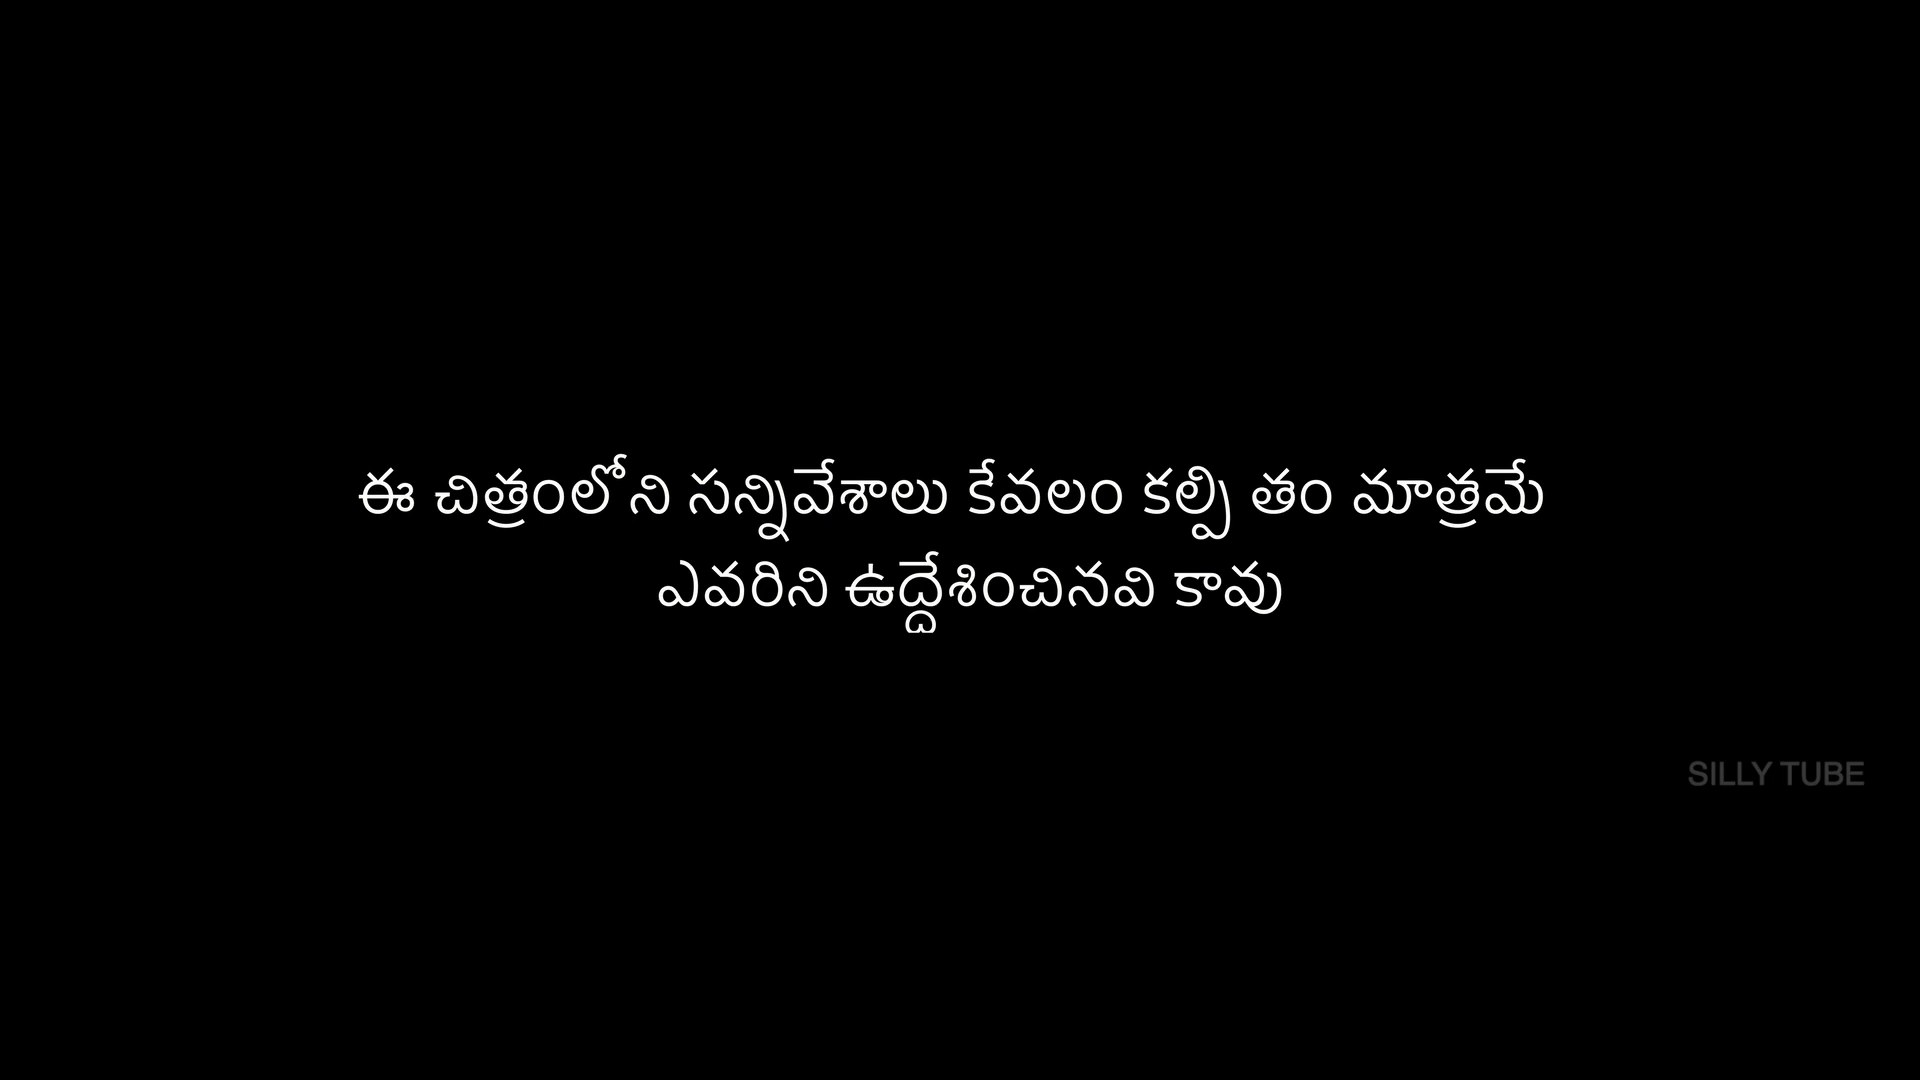 ఈ చిత్రంలోని సన్నివేశాలు కేవలం కల్పి తం మాత్రమే
ఎవరిని ఉద్దేశించినవి కావు
SILLY TUBE